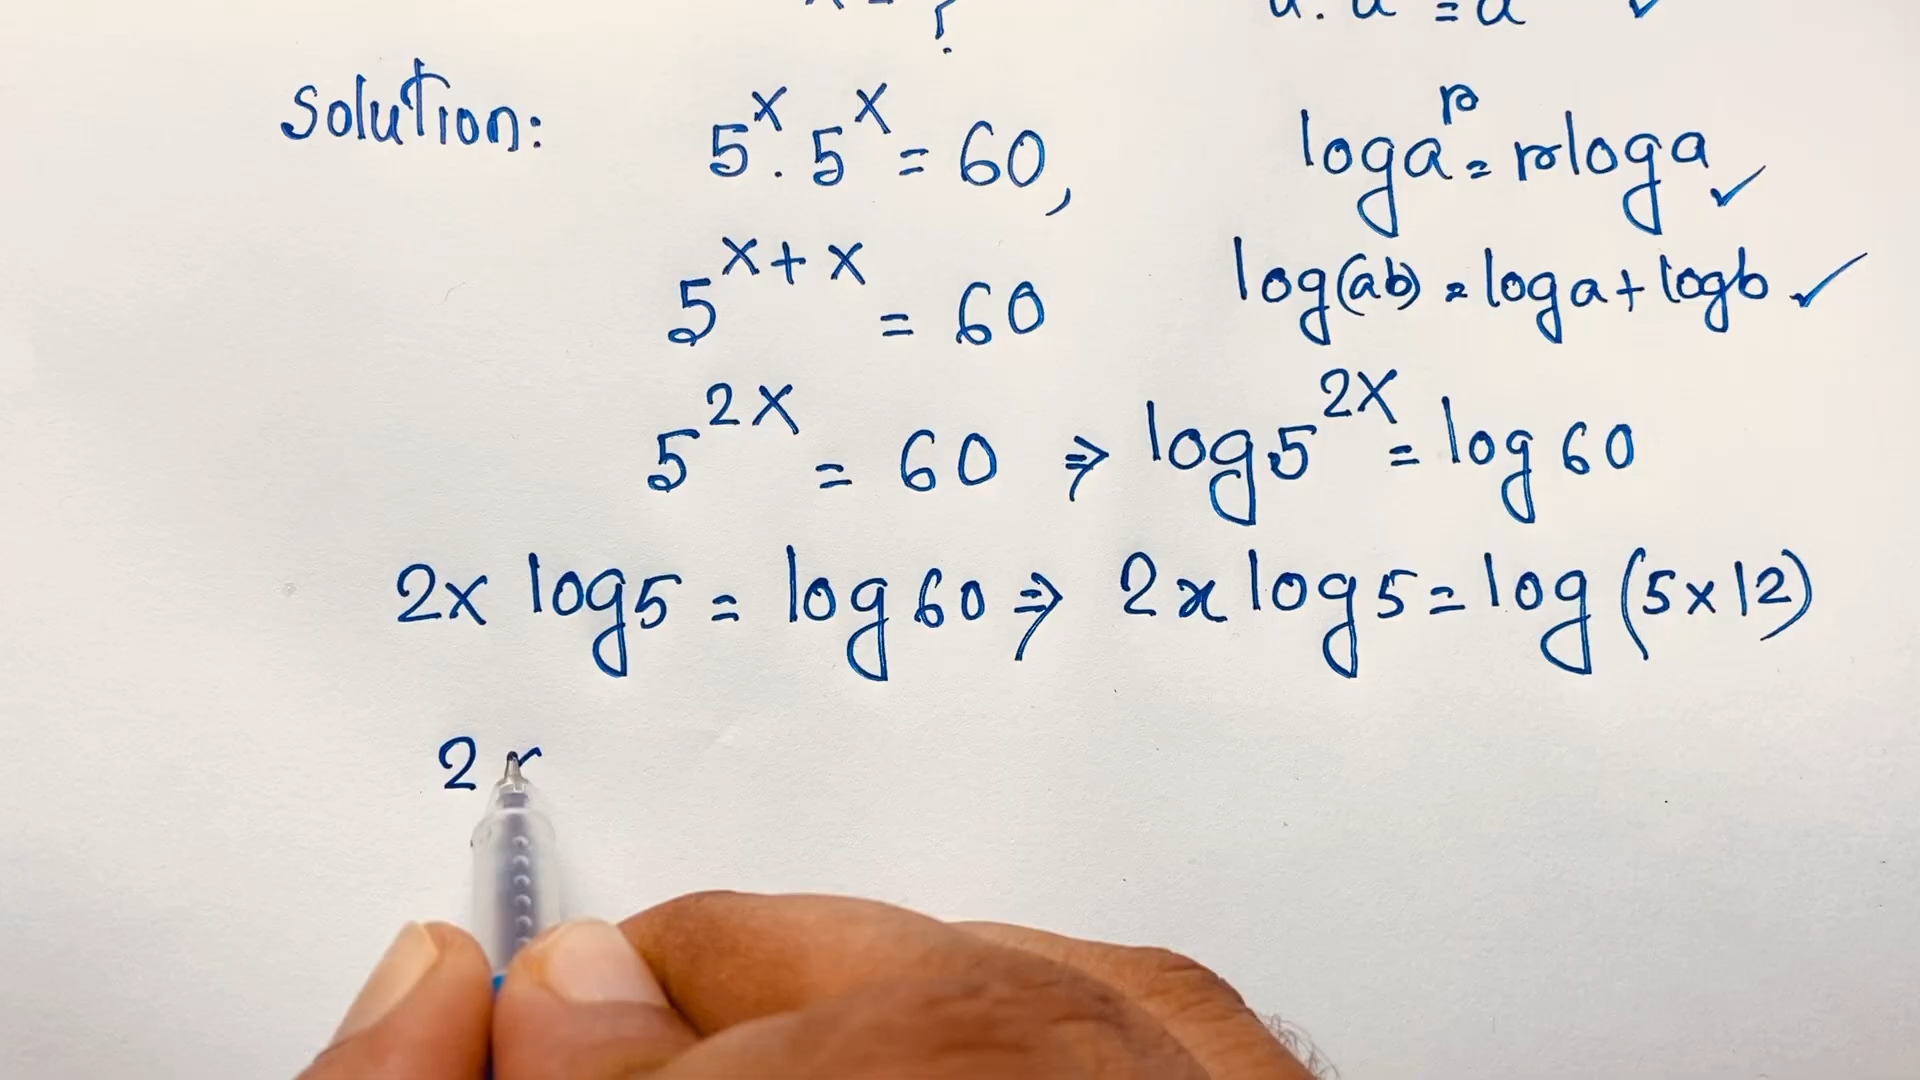 Solution:
5^x . 5^x = 60,
log a^n = n log a ✓
5^(x+x) = 60
log(ab) = log a + log b ✓
5^(2x) = 60 ⇒ log 5^(2x) = log 60
2x log 5 = log 60 ⇒ 2x log 5 = log (5×12)
2